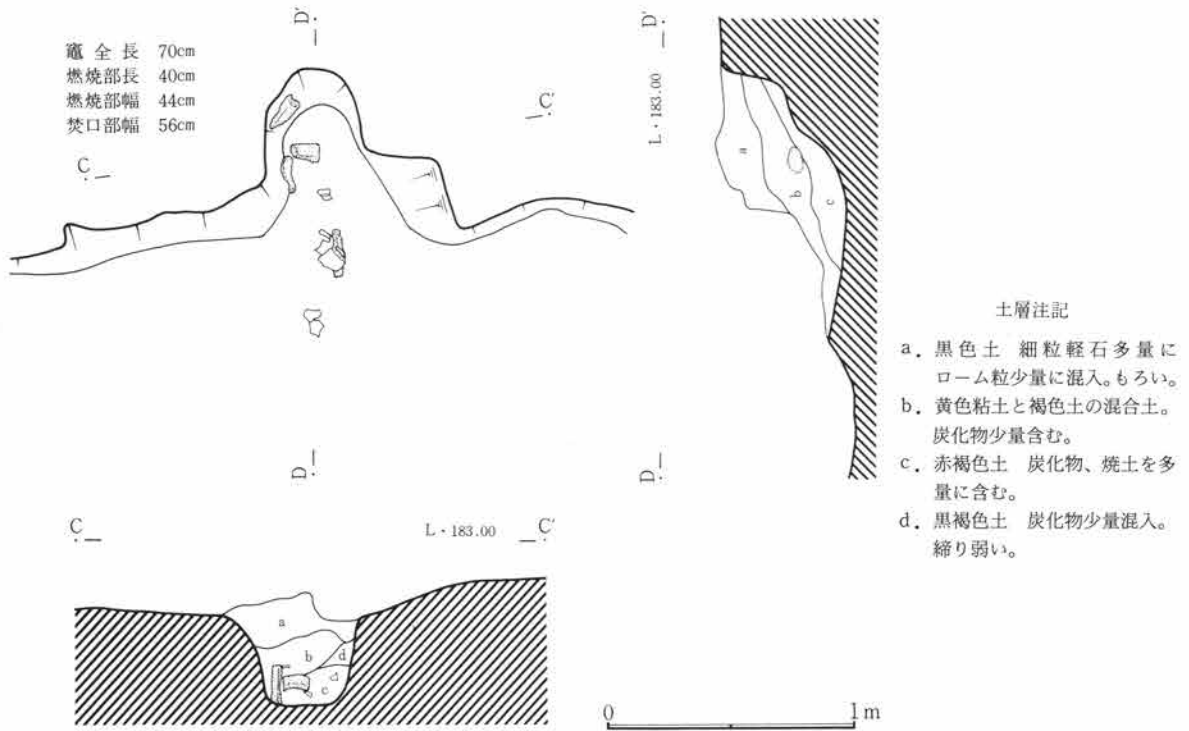 竈全長 70cm
燃焼部長 40cm
燃焼部幅 44cm
焚口部幅 56cm
D′
C
C′
D
D′
L・183.00
a
b
c
D
土層注記
a．黒色土 細粒軽石多量に
ローム粒少量に混入。もろい。
b．黄色粘土と褐色土の混合土。
炭化物少量含む。
c．赤褐色土 炭化物、焼土を多
量に含む。
d．黒褐色土 炭化物少量混入。
締り弱い。
C
L・183.00
C′
a
b
d
c
0
1m